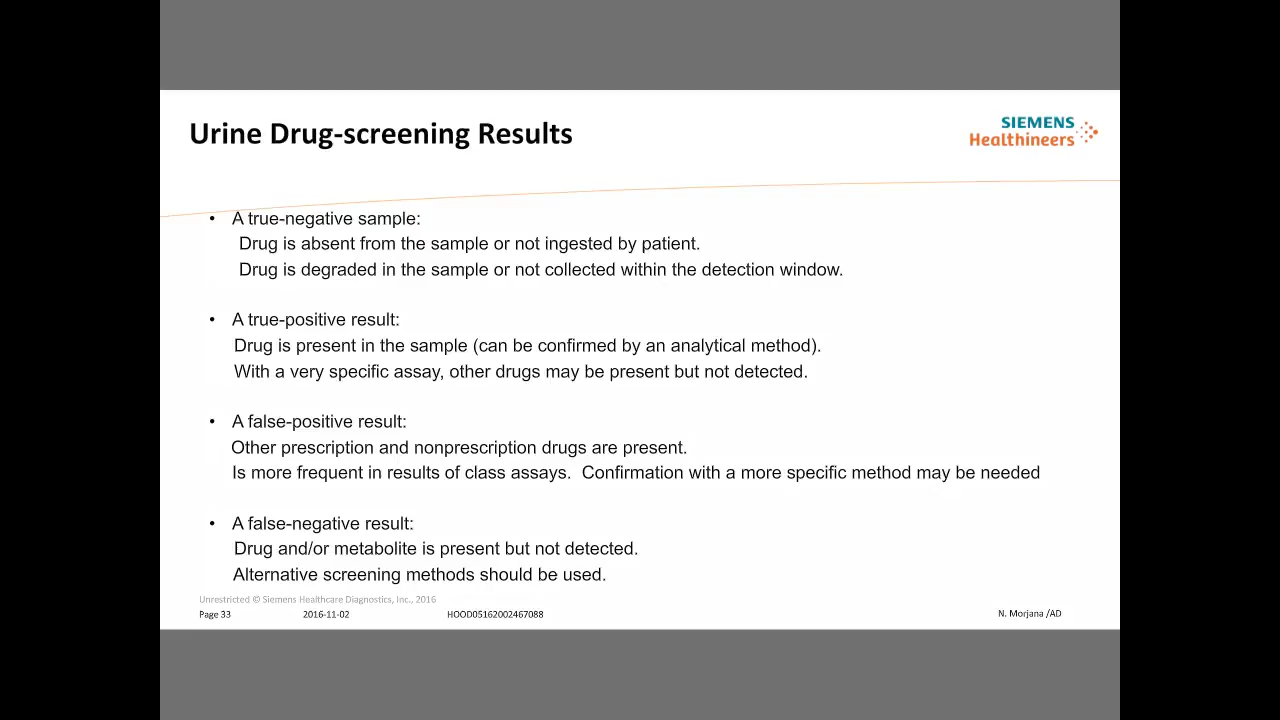 Urine Drug-screening Results
SIEMENS
Healthineers
• A true-negative sample:
Drug is absent from the sample or not ingested by patient.
Drug is degraded in the sample or not collected within the detection window.
• A true-positive result:
Drug is present in the sample (can be confirmed by an analytical method).
With a very specific assay, other drugs may be present but not detected.
• A false-positive result:
Other prescription and nonprescription drugs are present.
Is more frequent in results of class assays.  Confirmation with a more specific method may be needed
• A false-negative result:
Drug and/or metabolite is present but not detected.
Alternative screening methods should be used.
Unrestricted © Siemens Healthcare Diagnostics, Inc., 2016
Page 33 2016-11-02 HOOD05162002467088 N. Morjana /AD